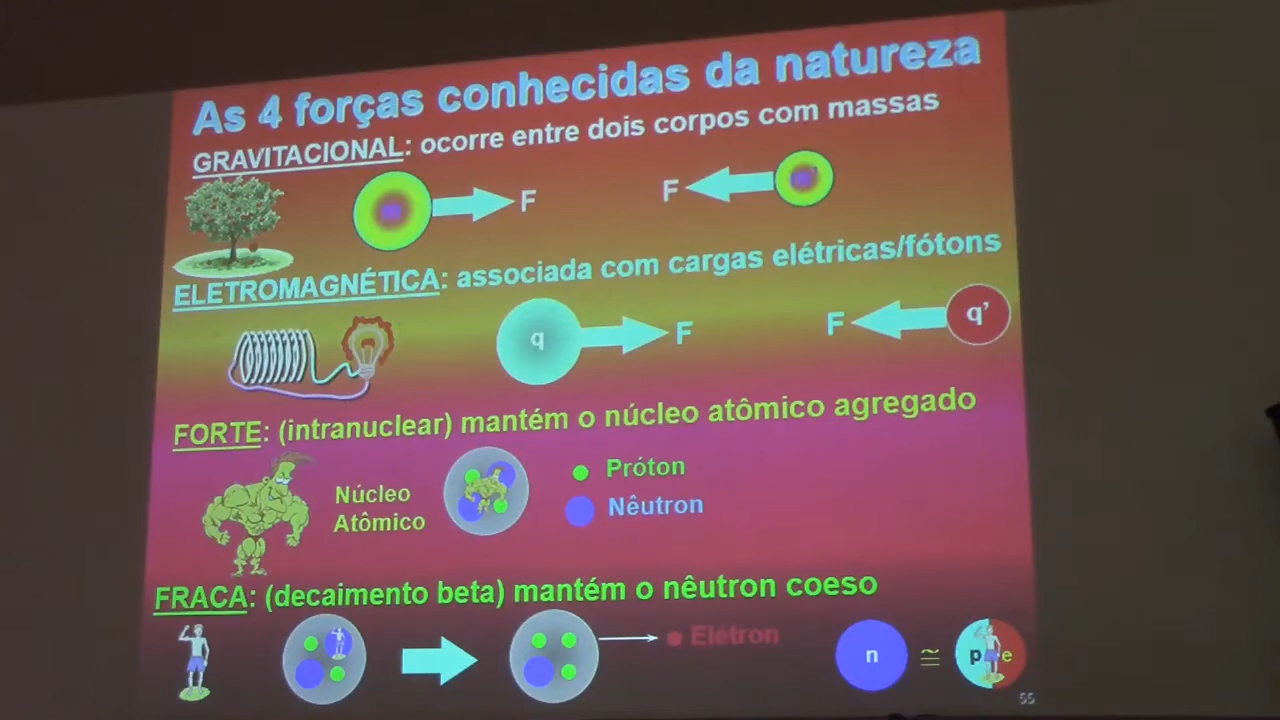 As 4 forças conhecidas da natureza
GRAVITACIONAL: ocorre entre dois corpos com massas
F
F
ELETROMAGNÉTICA: associada com cargas elétricas/fótons
q
F
F
q’
FORTE: (intranuclear) mantém o núcleo atômico agregado
Núcleo
Atômico
Próton
Nêutron
FRACA: (decaimento beta) mantém o nêutron coeso
Elétron
n
≅
p
e
55